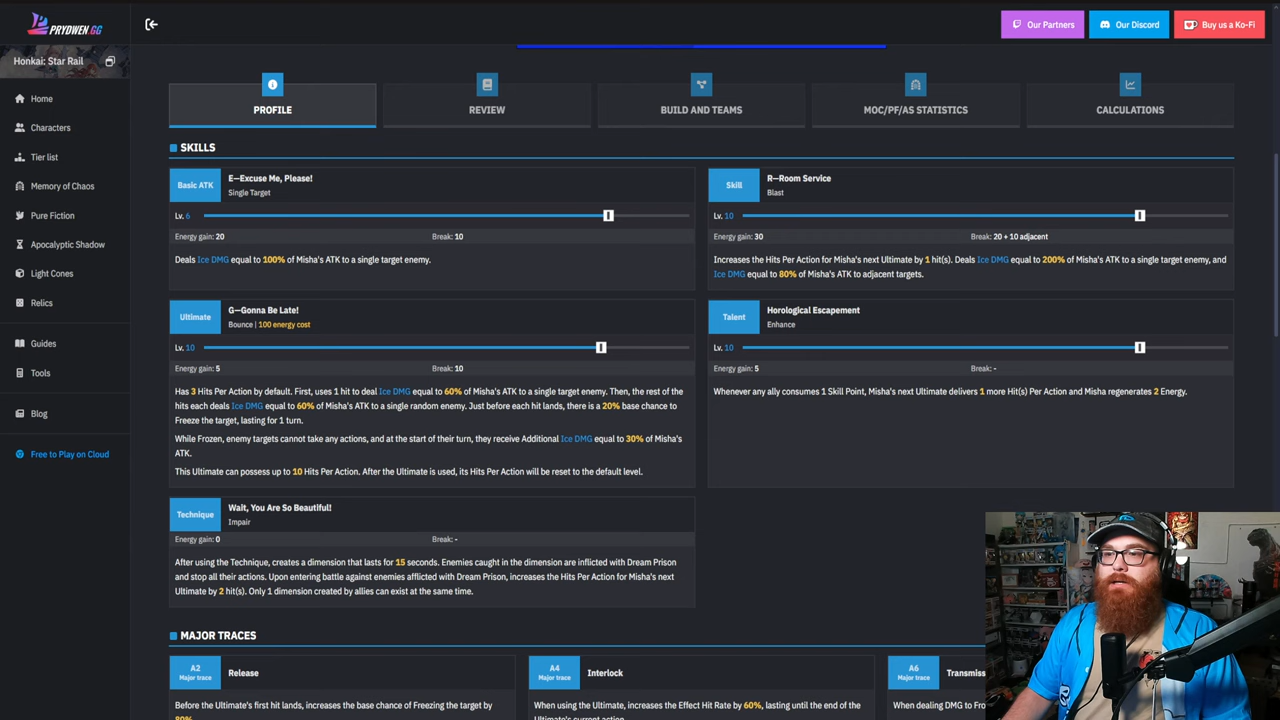 PRYDWEN.GG
Our Partners
Our Discord
Buy us a Ko-Fi
Honkai: Star Rail
Home
Characters
Tier list
Memory of Chaos
Pure Fiction
Apocalyptic Shadow
Light Cones
Relics
Guides
Tools
Blog
Free to Play on Cloud
PROFILE
REVIEW
BUILD AND TEAMS
MOC/PF/AS STATISTICS
CALCULATIONS
SKILLS
Basic ATK
E—Excuse Me, Please!
Single Target
Lv. 6
Energy gain: 20
Break: 10
Deals Ice DMG equal to 100% of Misha's ATK to a single target enemy.
Skill
R—Room Service
Blast
Lv. 10
Energy gain: 30
Break: 20 + 10 adjacent
Increases the Hits Per Action for Misha's next Ultimate by 1 hit(s). Deals Ice DMG equal to 200% of Misha's ATK to a single target enemy, and
Ice DMG equal to 80% of Misha's ATK to adjacent targets.
Ultimate
G—Gonna Be Late!
Bounce | 100 energy cost
Lv. 10
Energy gain: 5
Break: 10
Has 3 Hits Per Action by default. First, uses 1 hit to deal Ice DMG equal to 60% of Misha's ATK to a single target enemy. Then, the rest of the
hits each deals Ice DMG equal to 60% of Misha's ATK to a single random enemy. Just before each hit lands, there is a 20% base chance to
Freeze the target, lasting for 1 turn.
While Frozen, enemy targets cannot take any actions, and at the start of their turn, they receive Additional Ice DMG equal to 30% of Misha's
ATK.
This Ultimate can possess up to 10 Hits Per Action. After the Ultimate is used, its Hits Per Action will be reset to the default level.
Talent
Horological Escapement
Enhance
Lv. 10
Energy gain: 5
Break: -
Whenever any ally consumes 1 Skill Point, Misha's next Ultimate delivers 1 more Hit(s) Per Action and Misha regenerates 2 Energy.
Technique
Wait, You Are So Beautiful!
Impair
Energy gain: 0
Break: -
After using the Technique, creates a dimension that lasts for 15 seconds. Enemies caught in the dimension are inflicted with Dream Prison
and stop all their actions. Upon entering battle against enemies afflicted with Dream Prison, increases the Hits Per Action for Misha's next
Ultimate by 2 hit(s). Only 1 dimension created by allies can exist at the same time.
MAJOR TRACES
A2
Major trace
Release
Before the Ultimate's first hit lands, increases the base chance of Freezing the target by
80%.
A4
Major trace
Interlock
When using the Ultimate, increases the Effect Hit Rate by 60%, lasting until the end of the
Ultimate's current action.
A6
Major trace
Transmiss
When dealing DMG to Fro